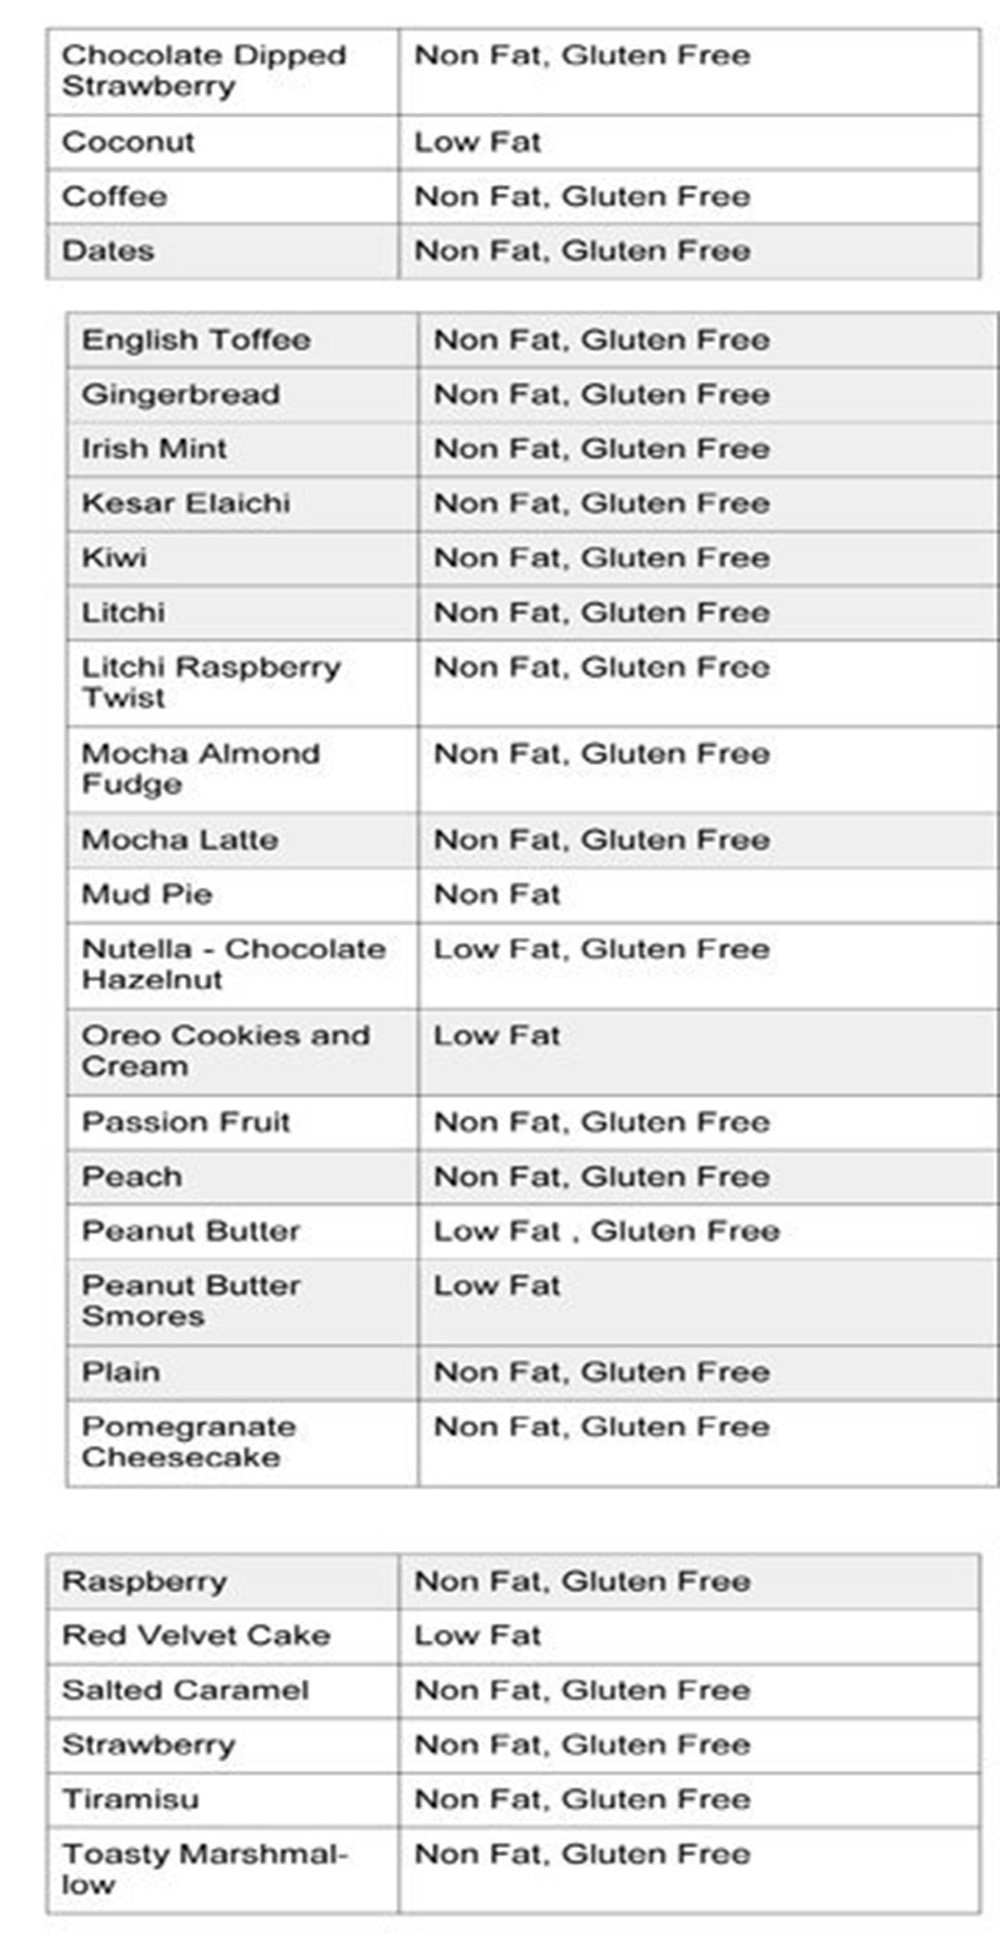 Chocolate Dipped Non Fat, Gluten Free
Strawberry
Coconut Low Fat
Coffee Non Fat, Gluten Free
Dates Non Fat, Gluten Free
English Toffee Non Fat, Gluten Free
Gingerbread Non Fat, Gluten Free
Irish Mint Non Fat, Gluten Free
Kesar Elaichi Non Fat, Gluten Free
Kiwi Non Fat, Gluten Free
Litchi Non Fat, Gluten Free
Litchi Raspberry Non Fat, Gluten Free
Twist
Mocha Almond Non Fat, Gluten Free
Fudge
Mocha Latte Non Fat, Gluten Free
Mud Pie Non Fat
Nutella - Chocolate Low Fat, Gluten Free
Hazelnut
Oreo Cookies and Low Fat
Cream
Passion Fruit Non Fat, Gluten Free
Peach Non Fat, Gluten Free
Peanut Butter Low Fat , Gluten Free
Peanut Butter Low Fat
Smores
Plain Non Fat, Gluten Free
Pomegranate Non Fat, Gluten Free
Cheesecake
Raspberry Non Fat, Gluten Free
Red Velvet Cake Low Fat
Salted Caramel Non Fat, Gluten Free
Strawberry Non Fat, Gluten Free
Tiramisu Non Fat, Gluten Free
Toasty Marshmal- Non Fat, Gluten Free
low